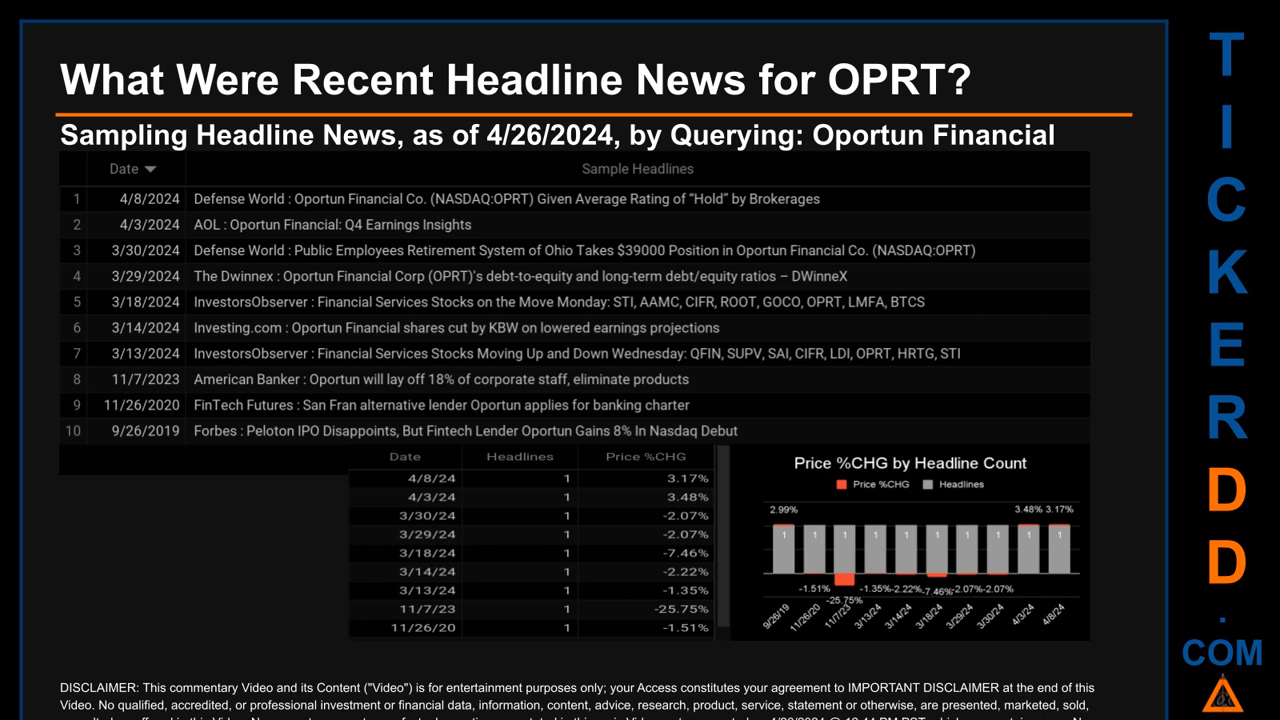 What Were Recent Headline News for OPRT?
Sampling Headline News, as of 4/26/2024, by Querying: Oportun Financial
Date Sample Headlines
1 4/8/2024 Defense World : Oportun Financial Co. (NASDAQ:OPRT) Given Average Rating of “Hold” by Brokerages
2 4/3/2024 AOL : Oportun Financial: Q4 Earnings Insights
3 3/30/2024 Defense World : Public Employees Retirement System of Ohio Takes $39000 Position in Oportun Financial Co. (NASDAQ:OPRT)
4 3/29/2024 The Dwinnex : Oportun Financial Corp (OPRT)'s debt-to-equity and long-term debt/equity ratios – DWinneX
5 3/18/2024 InvestorsObserver : Financial Services Stocks on the Move Monday: STI, AAMC, CIFR, ROOT, GOCO, OPRT, LMFA, BTCS
6 3/14/2024 Investing.com : Oportun Financial shares cut by KBW on lowered earnings projections
7 3/13/2024 InvestorsObserver : Financial Services Stocks Moving Up and Down Wednesday: QFIN, SUPV, SAI, CIFR, LDI, OPRT, HRTG, STI
8 11/7/2023 American Banker : Oportun will lay off 18% of corporate staff, eliminate products
9 11/26/2020 FinTech Futures : San Fran alternative lender Oportun applies for banking charter
10 9/26/2019 Forbes : Peloton IPO Disappoints, But Fintech Lender Oportun Gains 8% In Nasdaq Debut
Date Headlines Price %CHG
4/8/24 1 3.17%
4/3/24 1 3.48%
3/30/24 1 -2.07%
3/29/24 1 -2.07%
3/18/24 1 -7.46%
3/14/24 1 -2.22%
3/13/24 1 -1.35%
11/7/23 1 -25.75%
11/26/20 1 -1.51%
Price %CHG by Headline Count
Price %CHG Headlines
2.99% 3.48% 3.17%
1 1 1 1 1 1 1 1 1 1
-1.51% -25.75% -1.35% -2.22% -7.46% -2.07% -2.07%
9/26/19 11/26/20 11/7/23 3/13/24 3/14/24 3/18/24 3/29/24 3/30/24 4/3/24 4/8/24
DISCLAIMER: This commentary Video and its Content ("Video") is for entertainment purposes only; your Access constitutes your agreement to IMPORTANT DISCLAIMER at the end of this
Video. No qualified, accredited, or professional investment or financial data, information, content, advice, research, product, service, statement or otherwise, are presented, marketed, sold,
T
I
C
K
E
R
D
D
.
COM